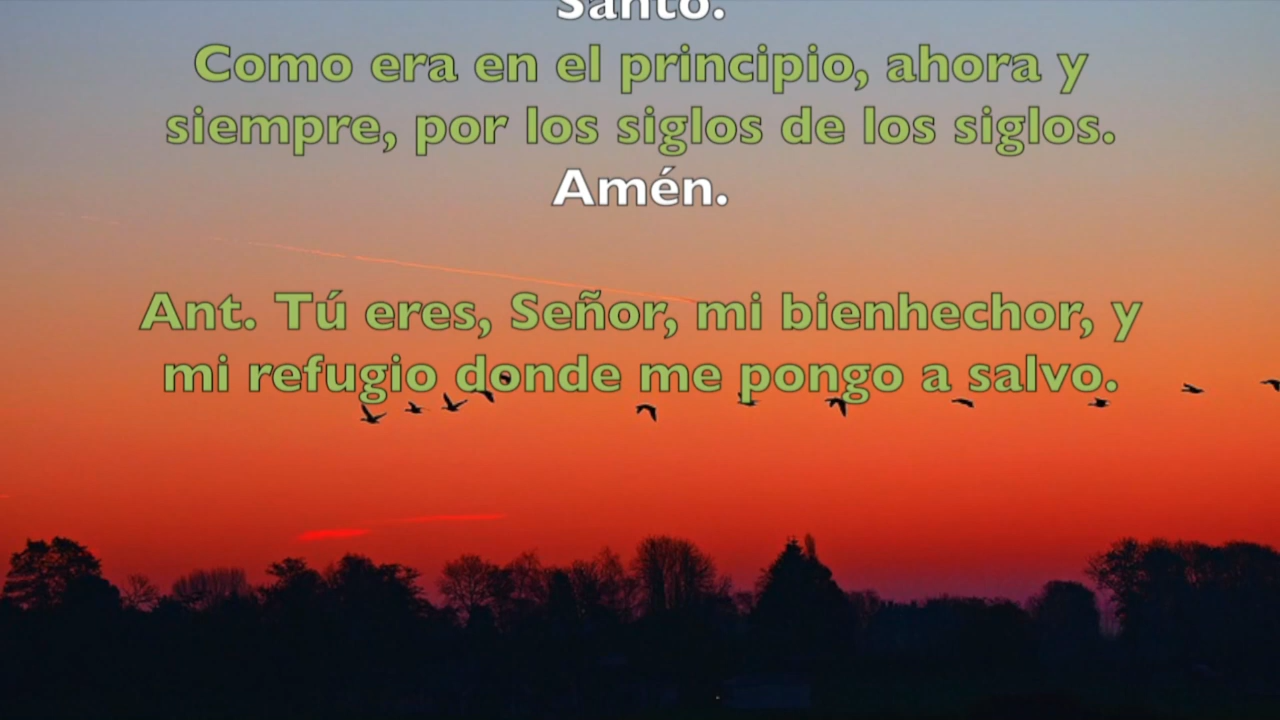 Santo.
Como era en el principio, ahora y
siempre, por los siglos de los siglos.
Amén.
Ant. Tú eres, Señor, mi bienhechor, y
mi refugio donde me pongo a salvo.